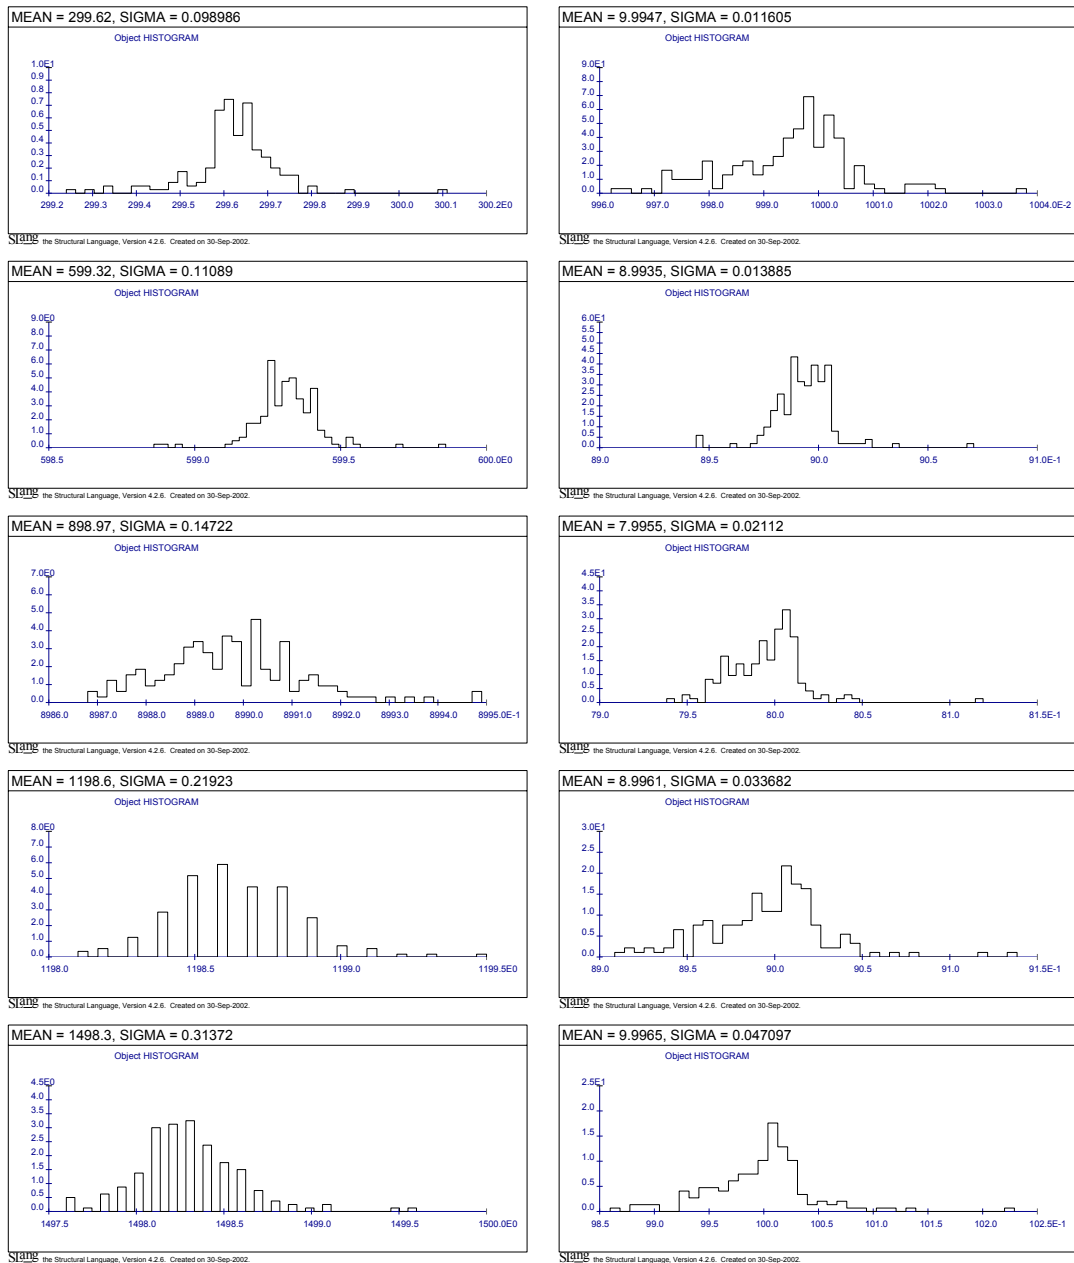 MEAN = 299.62, SIGMA = 0.098986
Object HISTOGRAM
1.0E1
0.9
0.8
0.7
0.6
0.5
0.4
0.3
0.2
0.1
0.0
299.2 299.3 299.4 299.5 299.6 299.7 299.8 299.9 300.0 300.1 300.2E0
SLang the Structural Language, Version 4.2.6. Created on 30-Sep-2002.
MEAN = 9.9947, SIGMA = 0.011605
Object HISTOGRAM
9.0E1
8.0
7.0
6.0
5.0
4.0
3.0
2.0
1.0
0.0
996.0 997.0 998.0 999.0 1000.0 1001.0 1002.0 1003.0 1004.0E-2
SLang the Structural Language, Version 4.2.6. Created on 30-Sep-2002.
MEAN = 599.32, SIGMA = 0.11089
Object HISTOGRAM
9.0E0
8.0
7.0
6.0
5.0
4.0
3.0
2.0
1.0
0.0
598.5 599.0 599.5 600.0E0
SLang the Structural Language, Version 4.2.6. Created on 30-Sep-2002.
MEAN = 8.9935, SIGMA = 0.013885
Object HISTOGRAM
6.0E1
5.5
5.0
4.5
4.0
3.5
3.0
2.5
2.0
1.5
1.0
0.5
0.0
89.0 89.5 90.0 90.5 91.0E-1
SLang the Structural Language, Version 4.2.6. Created on 30-Sep-2002.
MEAN = 898.97, SIGMA = 0.14722
Object HISTOGRAM
7.0E0
6.0
5.0
4.0
3.0
2.0
1.0
0.0
8986.0 8987.0 8988.0 8989.0 8990.0 8991.0 8992.0 8993.0 8994.0 8995.0E-1
SLang the Structural Language, Version 4.2.6. Created on 30-Sep-2002.
MEAN = 7.9955, SIGMA = 0.02112
Object HISTOGRAM
4.5E1
4.0
3.5
3.0
2.5
2.0
1.5
1.0
0.5
0.0
79.0 79.5 80.0 80.5 81.0 81.5E-1
SLang the Structural Language, Version 4.2.6. Created on 30-Sep-2002.
MEAN = 1198.6, SIGMA = 0.21923
Object HISTOGRAM
8.0E0
7.0
6.0
5.0
4.0
3.0
2.0
1.0
0.0
1198.0 1198.5 1199.0 1199.5E0
SLang the Structural Language, Version 4.2.6. Created on 30-Sep-2002.
MEAN = 8.9961, SIGMA = 0.033682
Object HISTOGRAM
3.0E1
2.5
2.0
1.5
1.0
0.5
0.0
89.0 89.5 90.0 90.5 91.0 91.5E-1
SLang the Structural Language, Version 4.2.6. Created on 30-Sep-2002.
MEAN = 1498.3, SIGMA = 0.31372
Object HISTOGRAM
4.5E0
4.0
3.5
3.0
2.5
2.0
1.5
1.0
0.5
0.0
1497.5 1498.0 1498.5 1499.0 1499.5 1500.0E0
SLang the Structural Language, Version 4.2.6. Created on 30-Sep-2002.
MEAN = 9.9965, SIGMA = 0.047097
Object HISTOGRAM
2.5E1
2.0
1.5
1.0
0.5
0.0
98.5 99.0 99.5 100.0 100.5 101.0 101.5 102.0 102.5E-1
SLang the Structural Language, Version 4.2.6. Created on 30-Sep-2002.